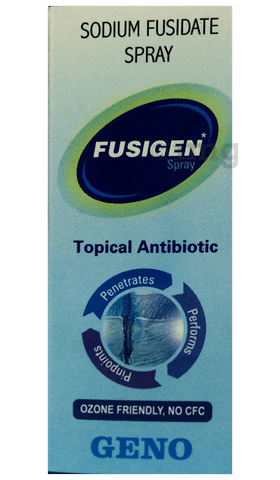 SODIUM FUSIDATE
SPRAY
FUSIGEN*
Spray
Topical Antibiotic
Penetrates
Performs
Pinpoints
OZONE FRIENDLY, NO CFC
GENO